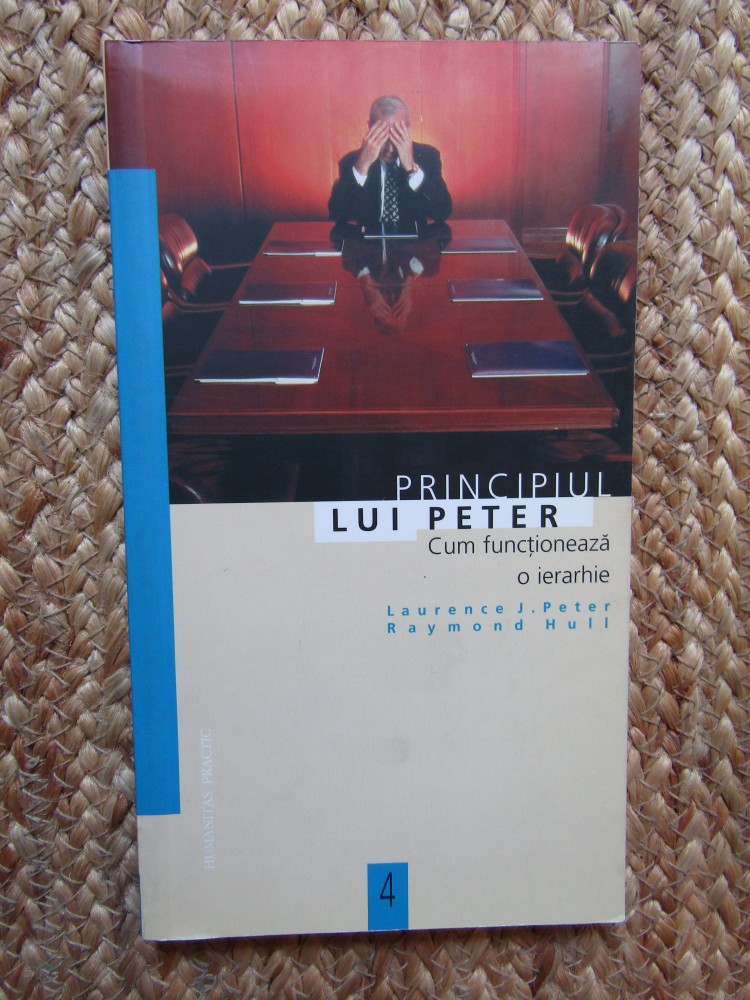 PRINCIPIUL
LUI PETER
Cum funcționează
o ierarhie
Laurence J. Peter
Raymond Hull
HUMANITAS PRACTIC
4